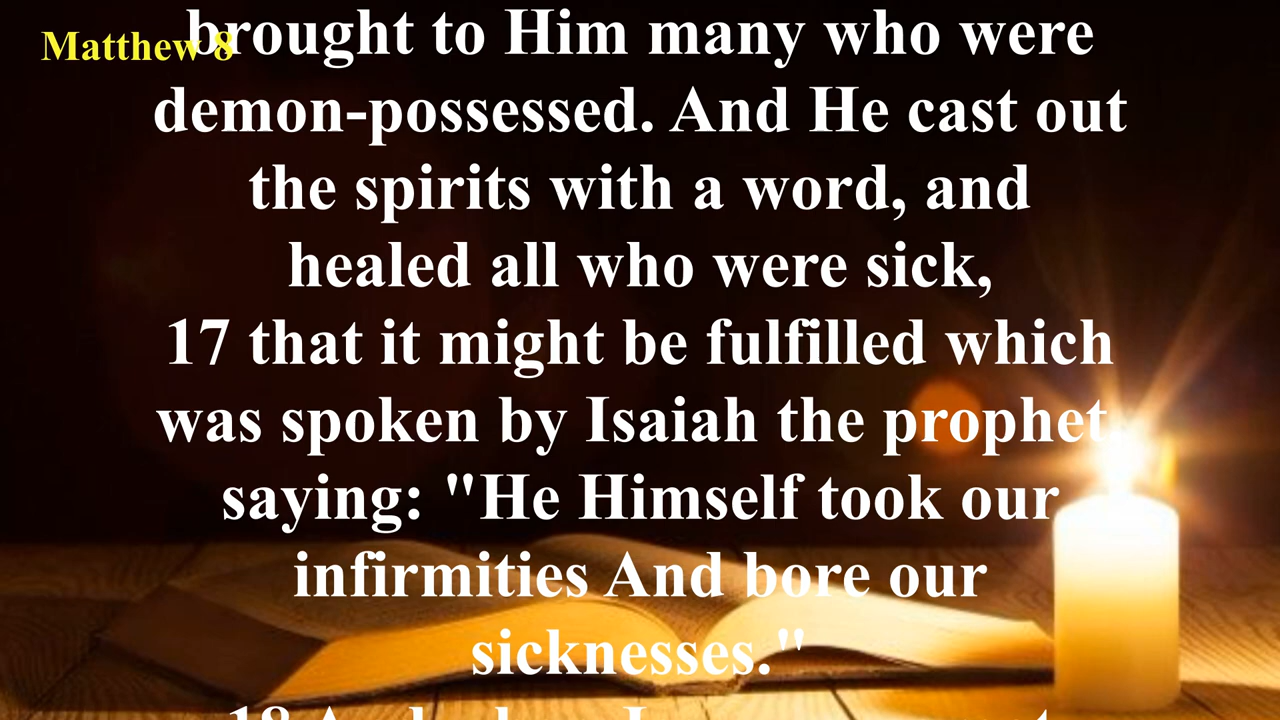 Matthew 8
brought to Him many who were
demon-possessed. And He cast out
the spirits with a word, and
healed all who were sick,
17 that it might be fulfilled which
was spoken by Isaiah the prophet,
saying: "He Himself took our
infirmities And bore our
sicknesses."
18 And